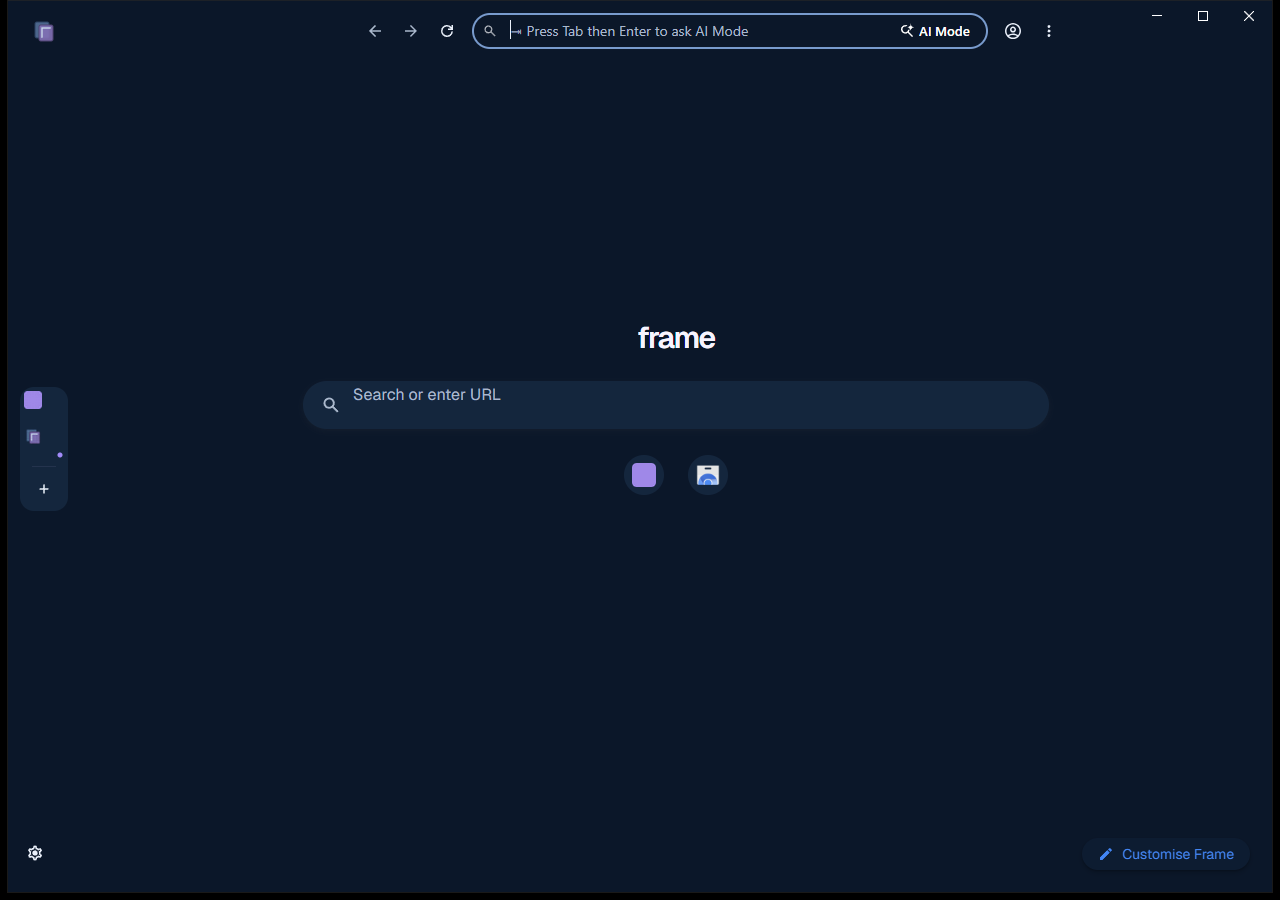 Press Tab then Enter to ask AI Mode
AI Mode
frame
Search or enter URL
Customise Frame